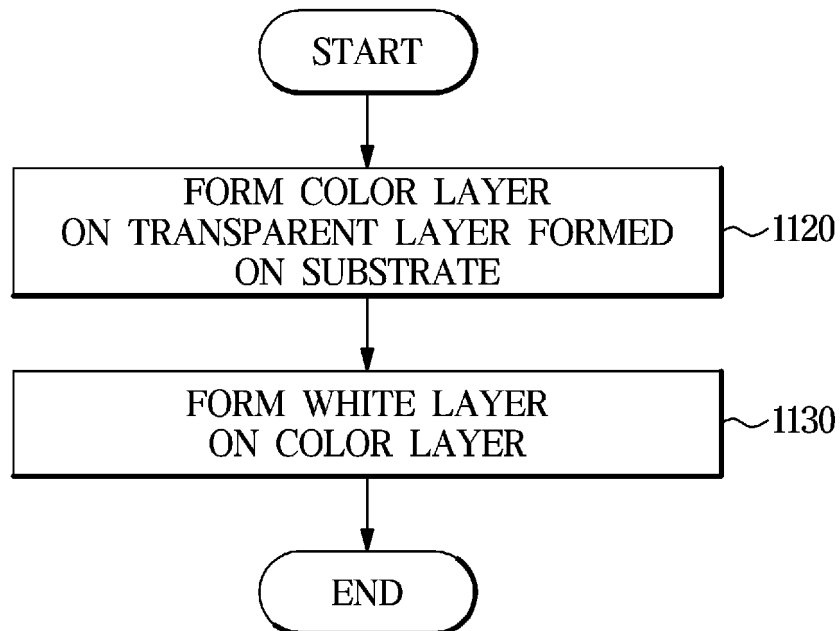 START
FORM COLOR LAYER
ON TRANSPARENT LAYER FORMED
ON SUBSTRATE
1120
FORM WHITE LAYER
ON COLOR LAYER
1130
END